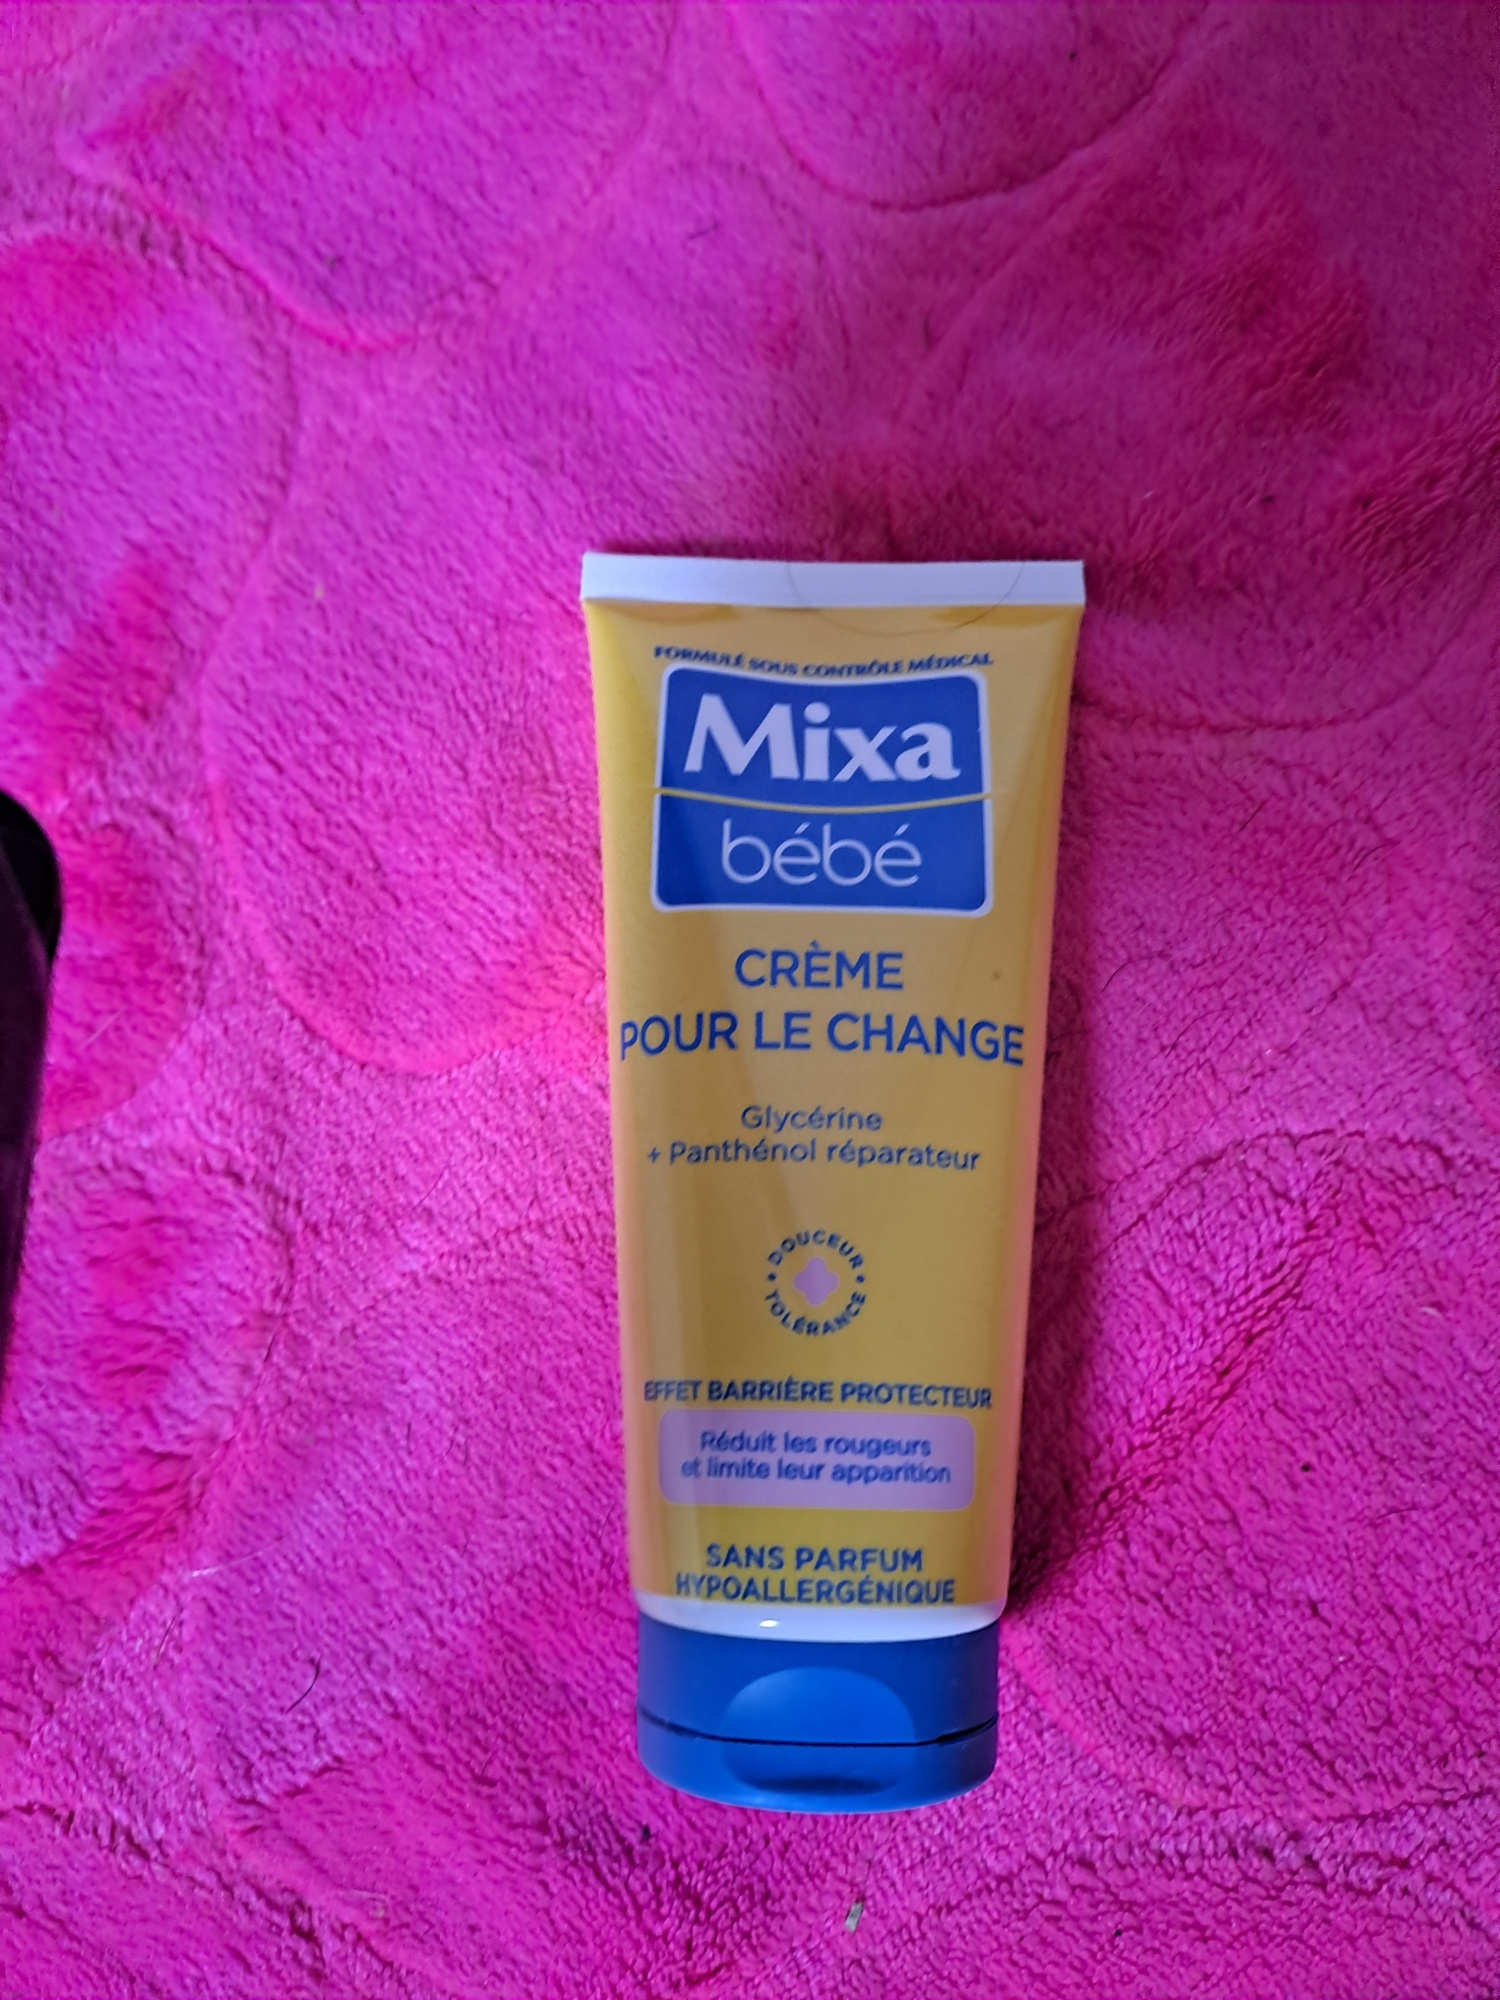 FORMULÉ SOUS CONTRÔLE MÉDICAL
Mixa
bébé
CRÈME
POUR LE CHANGE
Glycérine
+ Panthénol réparateur
• DOUCEUR •
TOLÉRANCE
EFFET BARRIÈRE PROTECTEUR
Réduit les rougeurs
et limite leur apparition
SANS PARFUM
HYPOALLERGÉNIQUE